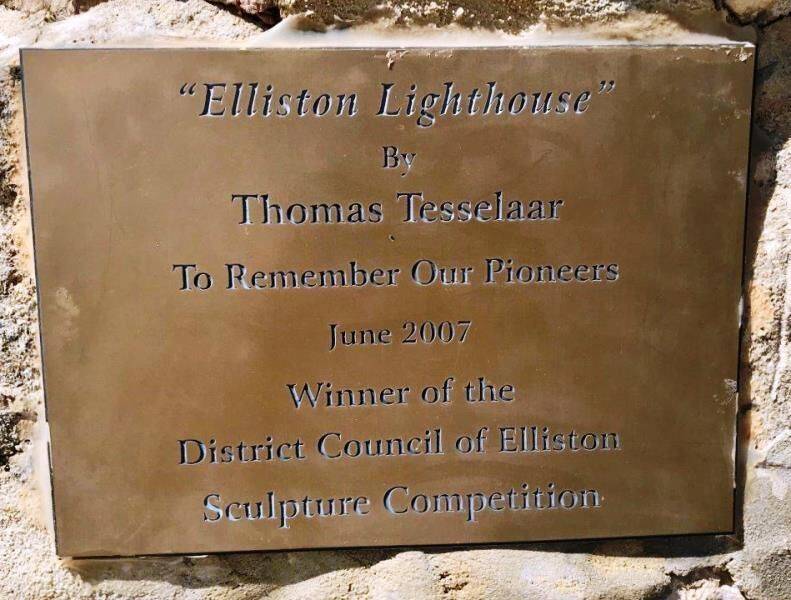 “Elliston Lighthouse”
By
Thomas Tesselaar
To Remember Our Pioneers
June 2007
Winner of the
District Council of Elliston
Sculpture Competition